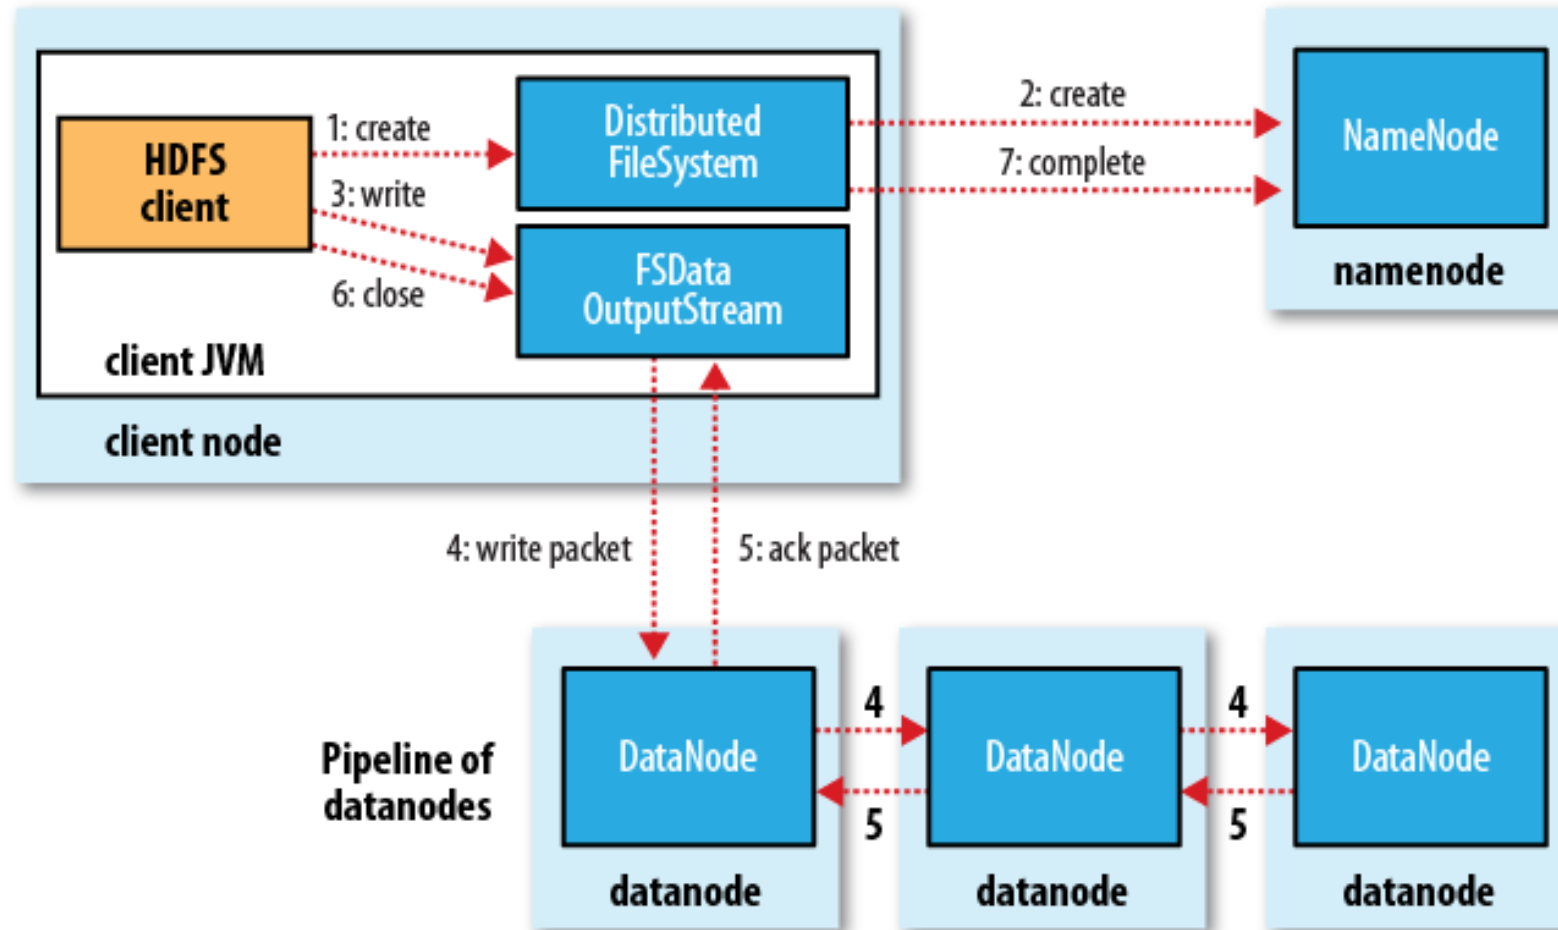 HDFS
client
1: create
3: write
6: close
Distributed
FileSystem
FSData
OutputStream
client JVM
client node
2: create
7: complete
NameNode
namenode
4: write packet
5: ack packet
Pipeline of
datanodes
DataNode
4
5
DataNode
4
5
DataNode
datanode
datanode
datanode